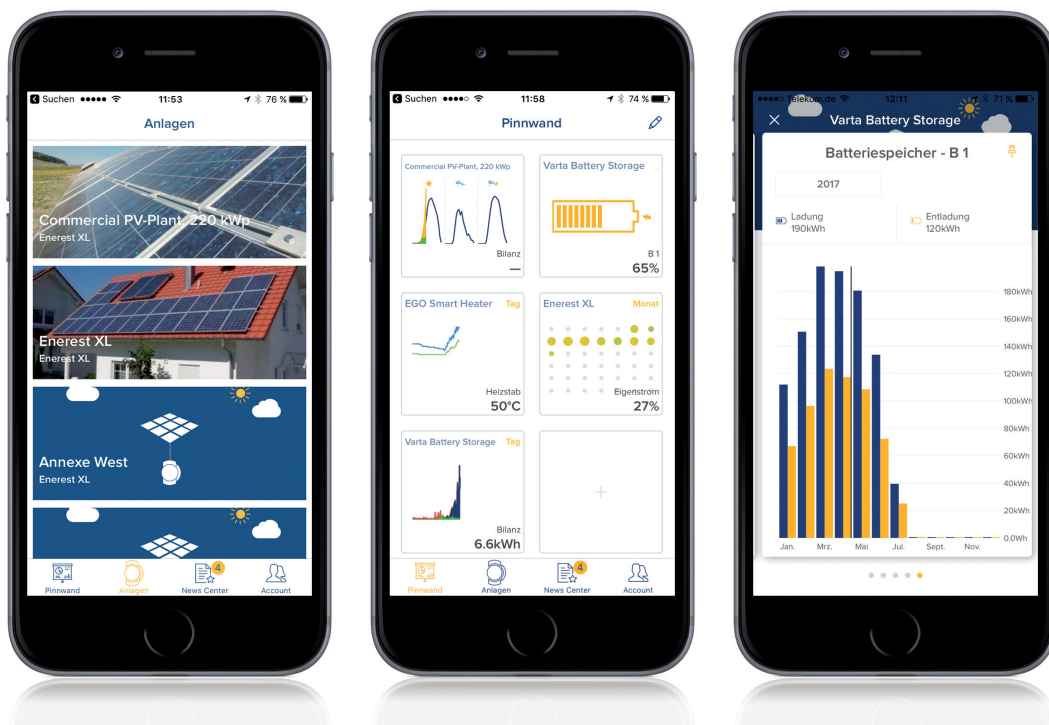 Suchen 11:53 76 %
Anlagen
Commercial PV-Plant, 220 kWp
Enerest XL
Enerest XL
Enerest XL
Annexe West
Enerest XL
4
Pinnwand Anlagen News Center Account
Suchen 11:58 74 %
Pinnwand
Commercial PV-Plant, 220 kWp
Bilanz
—
Varta Battery Storage
B 1
65%
EGO Smart Heater Tag
Heizstab
50°C
Enerest XL Monat
Eigenstrom
27%
Varta Battery Storage Tag
Bilanz
6.6kWh
+
4
Pinnwand Anlagen News Center Account
Telekom.de 12:11 71 %
Varta Battery Storage
Batteriespeicher - B 1
2017
Ladung
190kWh
Entladung
120kWh
180kWh
160kWh
140kWh
120kWh
100kWh
80kWh
60kWh
40kWh
20kWh
0.0Wh
Jan. Mrz. Mai Jul. Sept. Nov.